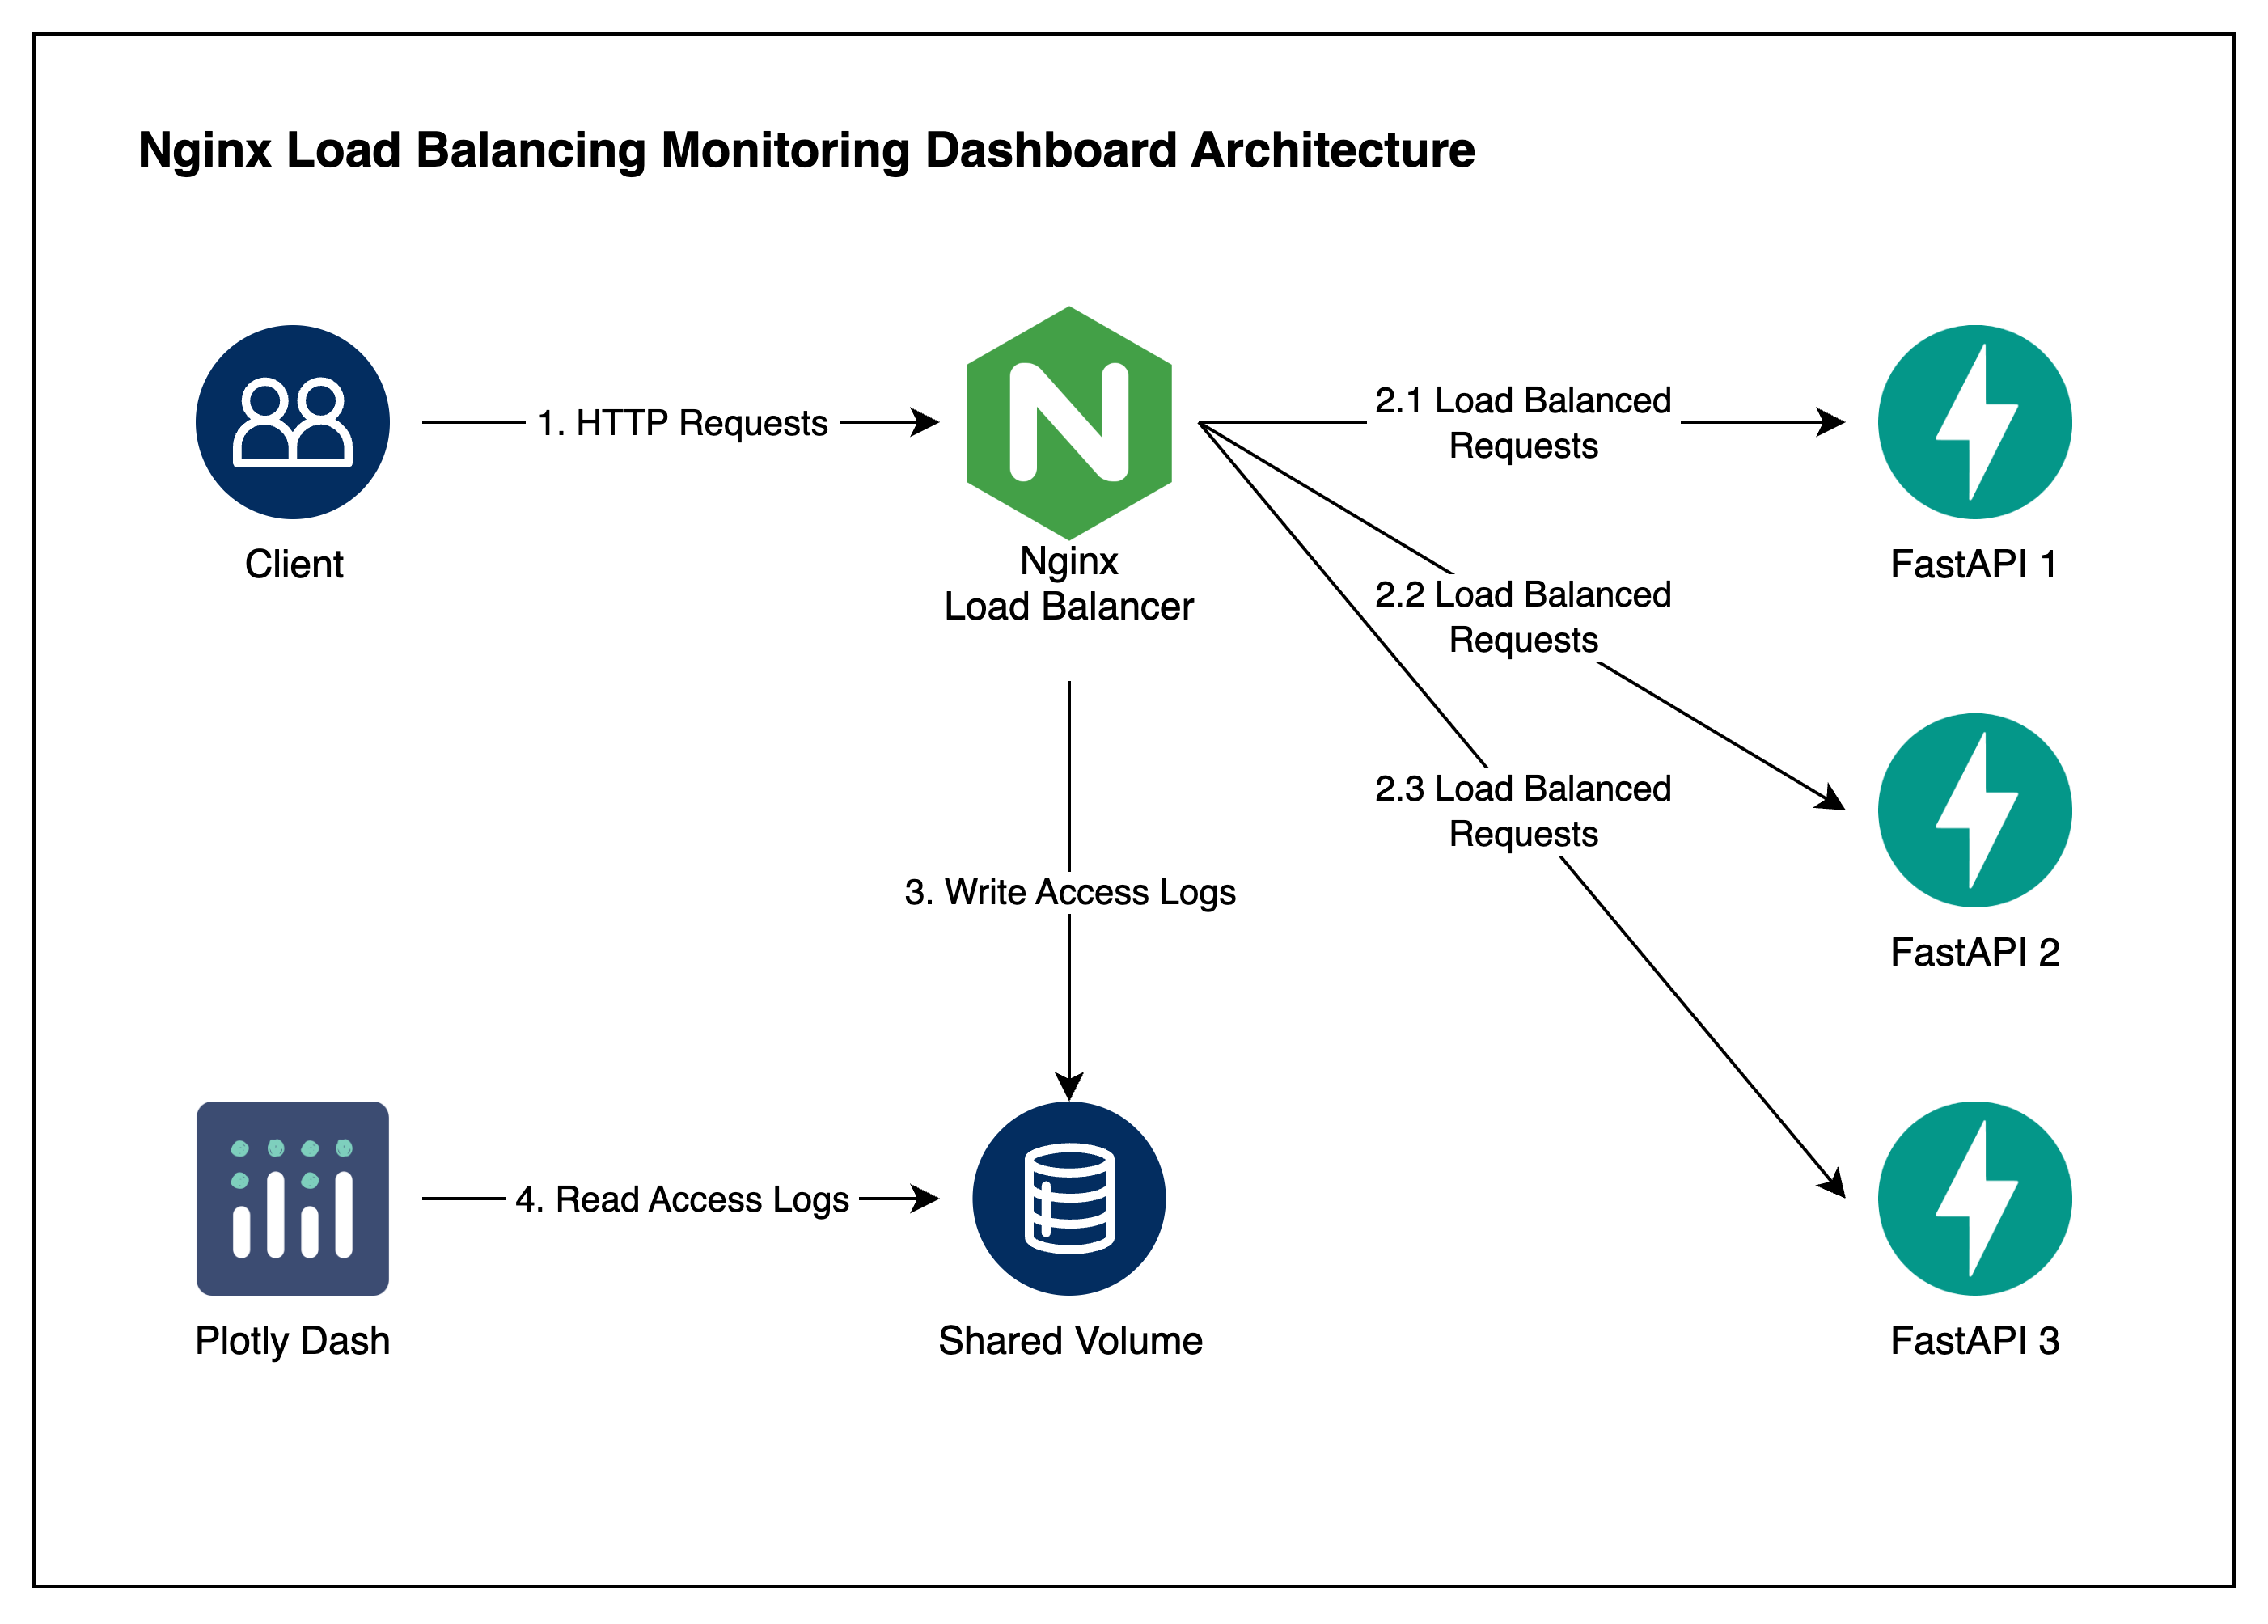 Nginx Load Balancing Monitoring Dashboard Architecture
1. HTTP Requests
2.1 Load Balanced
Requests
Client
Nginx
Load Balancer
FastAPI 1
2.2 Load Balanced
Requests
2.3 Load Balanced
Requests
3. Write Access Logs
FastAPI 2
4. Read Access Logs
Plotly Dash
Shared Volume
FastAPI 3